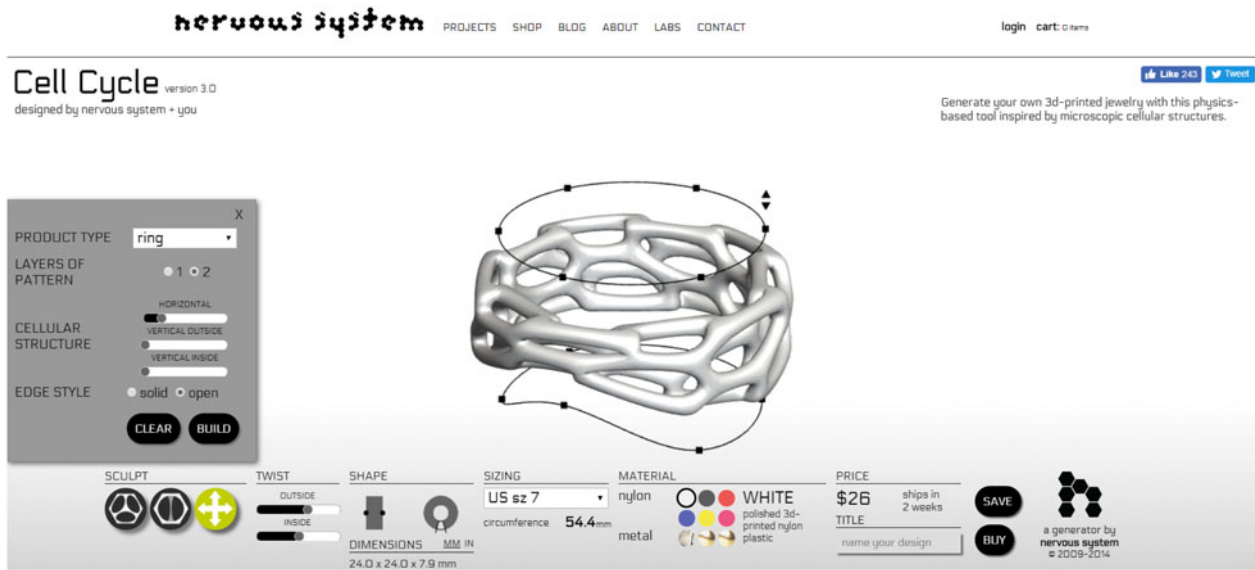 nervous system PROJECTS SHOP BLOG ABOUT LABS CONTACT login cart: 0 items
Cell Cycle version 3.0
designed by nervous system + you
Like 243 Tweet
Generate your own 3d-printed jewelry with this physics-
based tool inspired by microscopic cellular structures.
X
PRODUCT TYPE ring
LAYERS OF
PATTERN
1 2
CELLULAR
STRUCTURE
HORIZONTAL
VERTICAL OUTSIDE
VERTICAL INSIDE
EDGE STYLE solid open
CLEAR BUILD
SCULPT
TWIST
OUTSIDE
INSIDE
SHAPE
DIMENSIONS MM IN
24.0 x 24.0 x 7.9 mm
SIZING
US sz 7
circumference 54.4mm
MATERIAL
nylon
metal
WHITE
polished 3d-
printed nylon
plastic
PRICE
$26 ships in
2 weeks
TITLE
name your design
SAVE
BUY
a generator by
nervous system
© 2009-2014